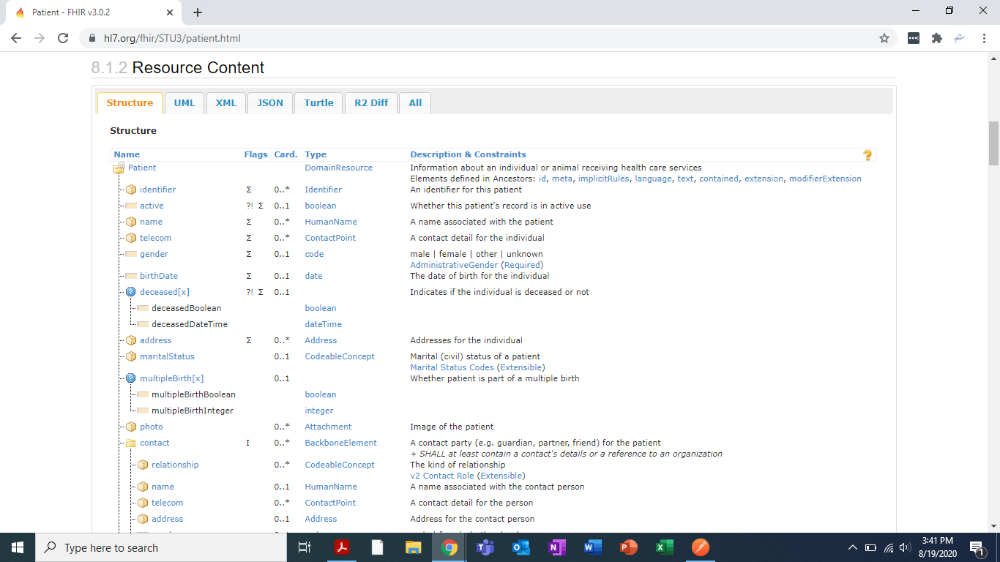 Patient - FHIR v3.0.2
hl7.org/fhir/STU3/patient.html
8.1.2 Resource Content
Structure UML XML JSON Turtle R2 Diff All
Structure
Name Flags Card. Type Description & Constraints
Patient DomainResource Information about an individual or animal receiving health care services
Elements defined in Ancestors: id, meta, implicitRules, language, text, contained, extension, modifierExtension
identifier Σ 0..* Identifier An identifier for this patient
active ?! Σ 0..1 boolean Whether this patient's record is in active use
name Σ 0..* HumanName A name associated with the patient
telecom Σ 0..* ContactPoint A contact detail for the individual
gender Σ 0..1 code male | female | other | unknown
AdministrativeGender (Required)
birthDate Σ 0..1 date The date of birth for the individual
deceased[x] ?! Σ 0..1 Indicates if the individual is deceased or not
deceasedBoolean boolean
deceasedDateTime dateTime
address Σ 0..* Address Addresses for the individual
maritalStatus 0..1 CodeableConcept Marital (civil) status of a patient
Marital Status Codes (Extensible)
multipleBirth[x] 0..1 Whether patient is part of a multiple birth
multipleBirthBoolean boolean
multipleBirthInteger integer
photo 0..* Attachment Image of the patient
contact I 0..* BackboneElement A contact party (e.g. guardian, partner, friend) for the patient
+ SHALL at least contain a contact's details or a reference to an organization
relationship 0..* CodeableConcept The kind of relationship
v2 Contact Role (Extensible)
name 0..1 HumanName A name associated with the contact person
telecom 0..* ContactPoint A contact detail for the person
address 0..1 Address Address for the contact person
Type here to search
3:41 PM
8/19/2020
1